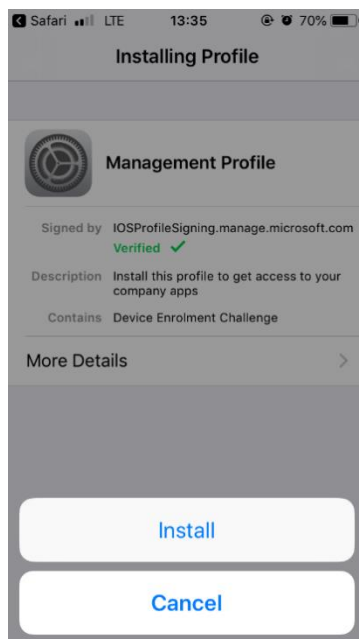 Safari LTE 13:35 70%
Installing Profile
Management Profile
Signed by IOSProfileSigning.manage.microsoft.com
Verified
Description Install this profile to get access to your
company apps
Contains Device Enrolment Challenge
More Details
Install
Cancel